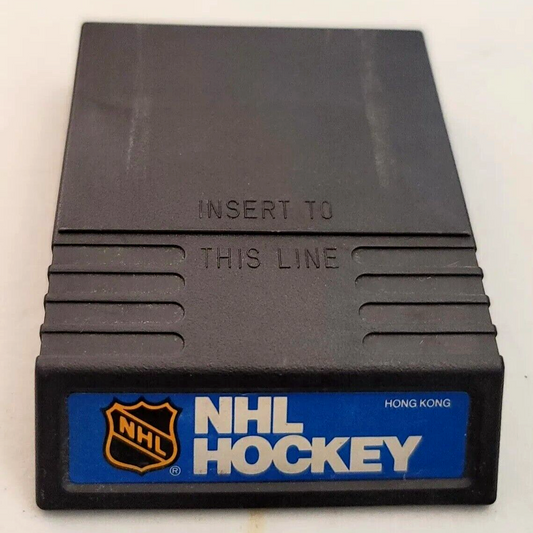 INSERT TO
THIS LINE
NHL
®
NHL
HOCKEY
HONG KONG